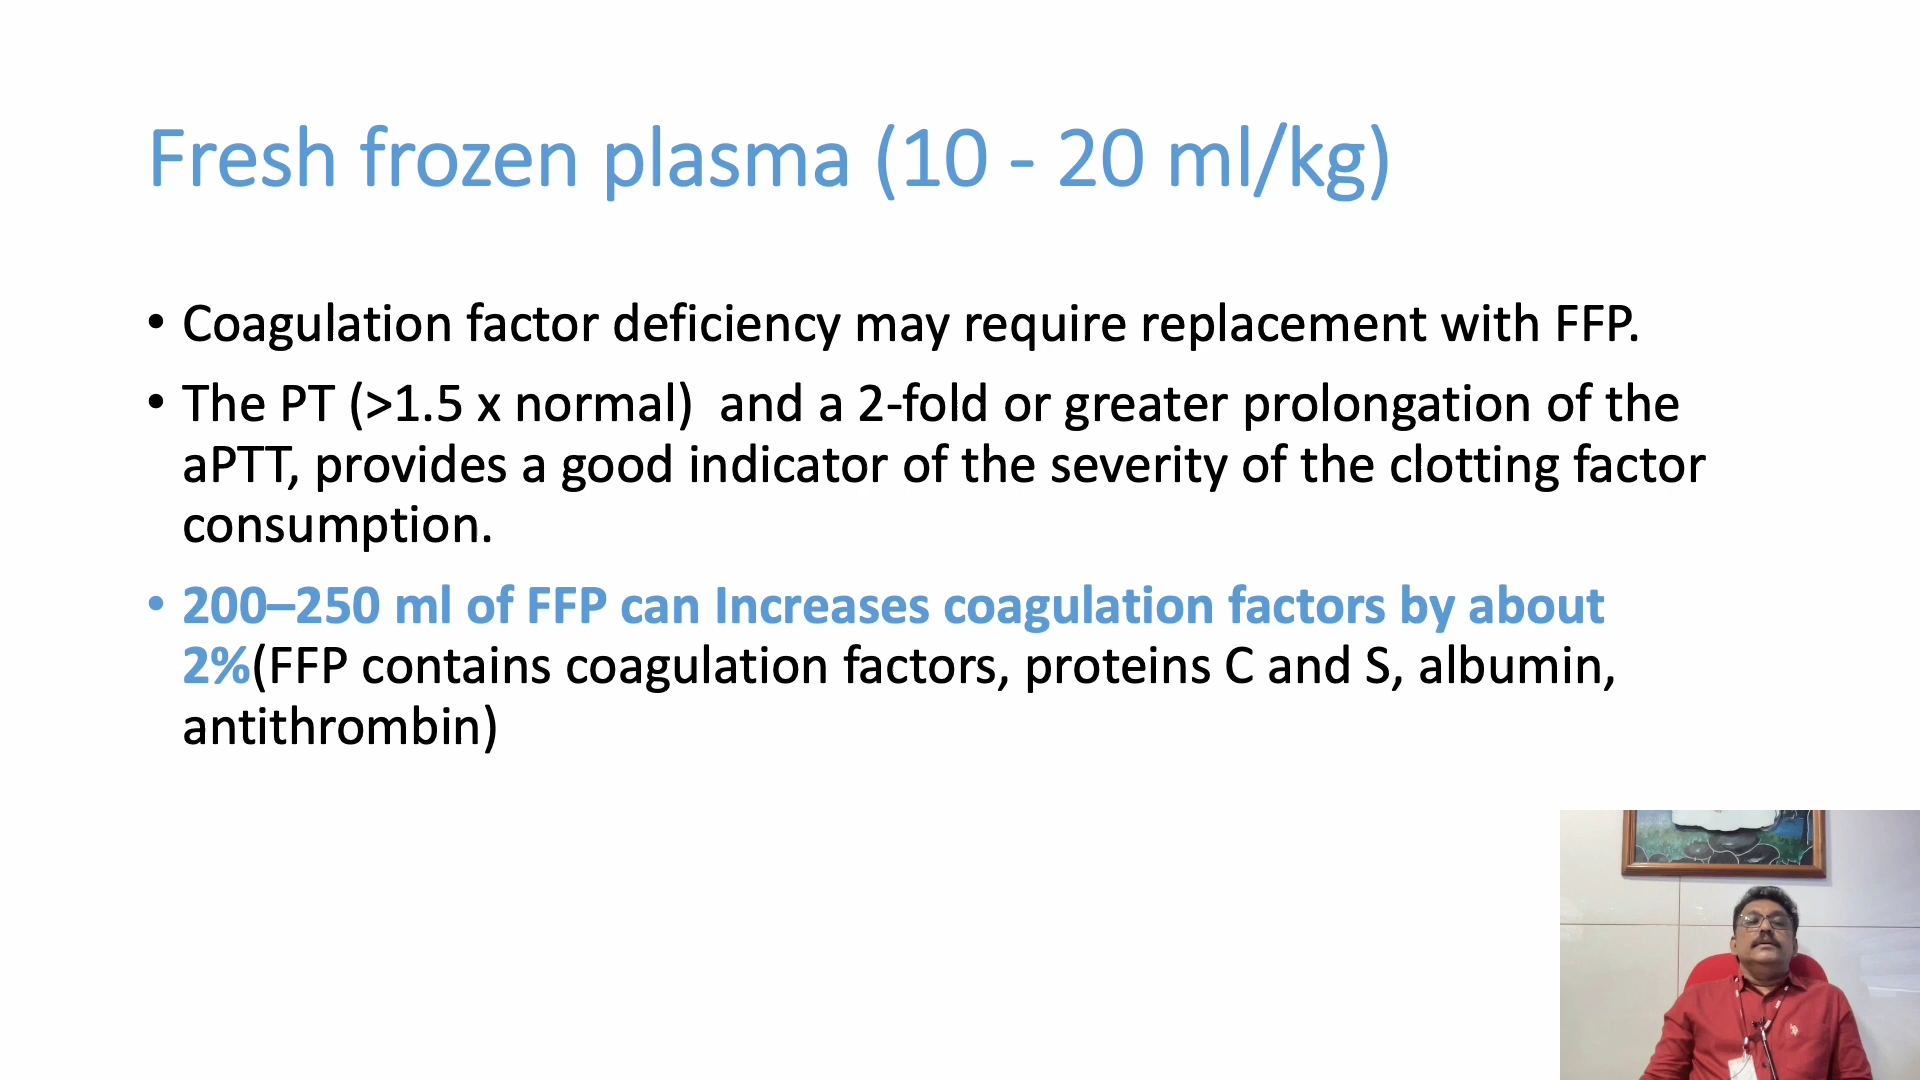 Fresh frozen plasma (10 - 20 ml/kg)
• Coagulation factor deficiency may require replacement with FFP.
• The PT (>1.5 x normal)  and a 2-fold or greater prolongation of the
aPTT, provides a good indicator of the severity of the clotting factor
consumption.
• 200–250 ml of FFP can Increases coagulation factors by about
2%(FFP contains coagulation factors, proteins C and S, albumin,
antithrombin)